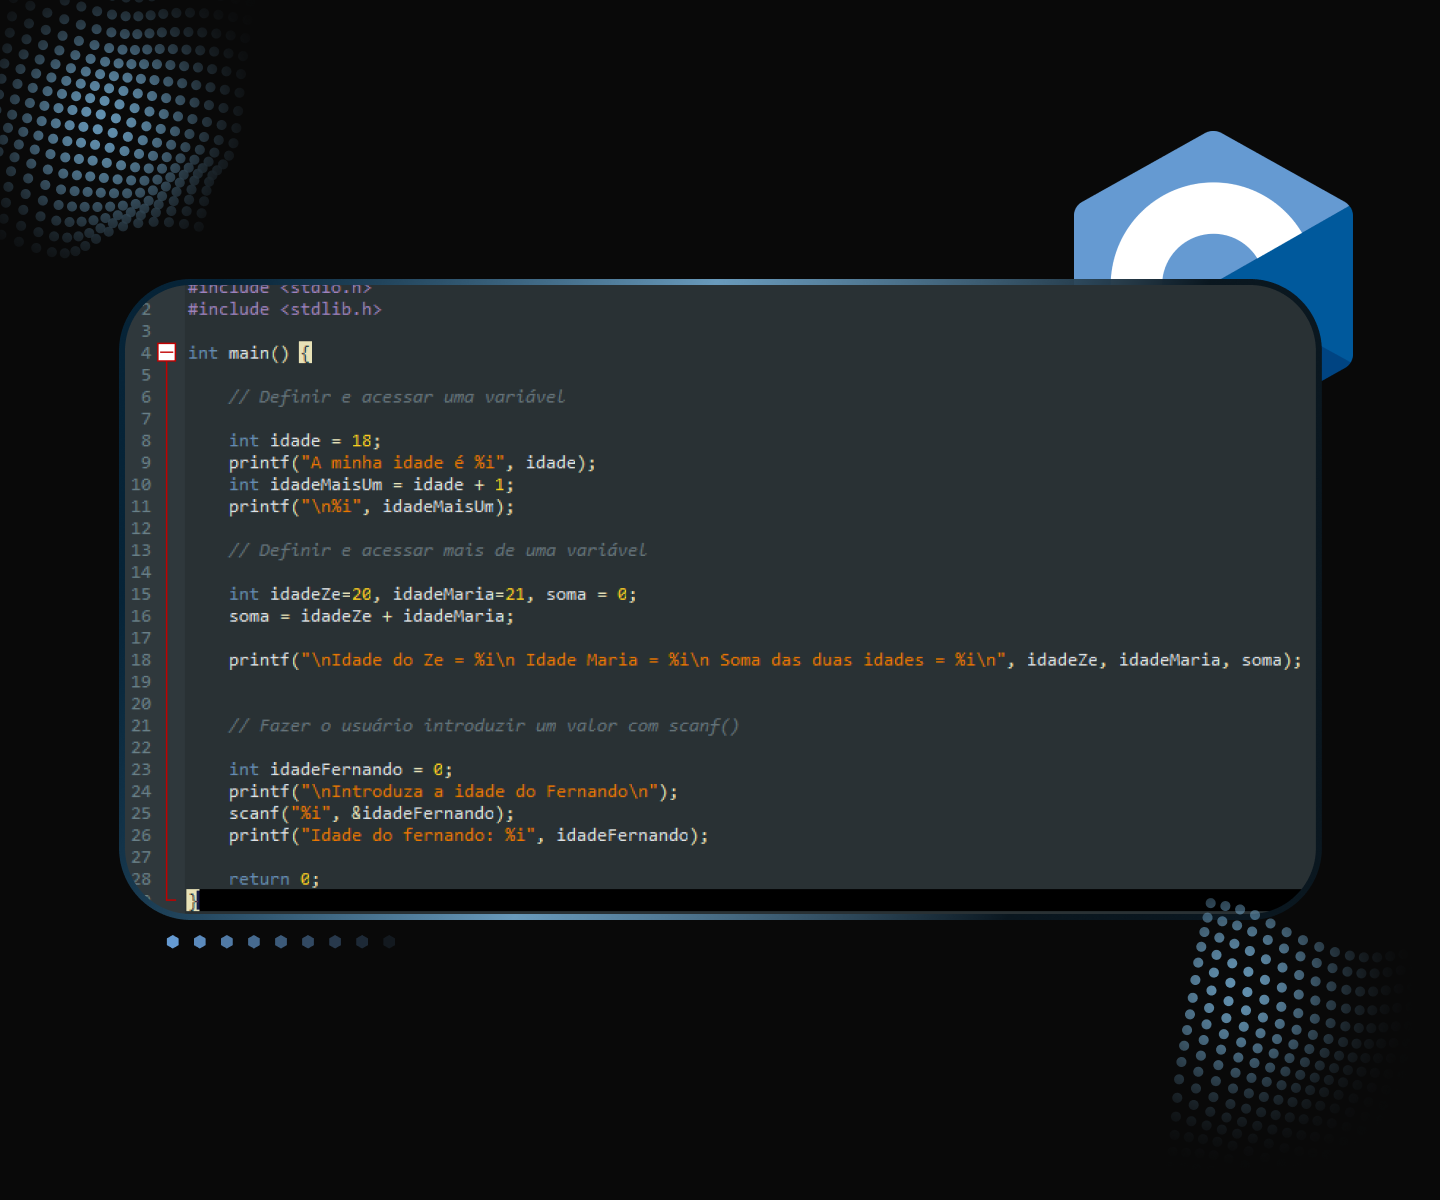 #include <stdio.h>
2 #include <stdlib.h>
3
4 int main() {
5
6 // Definir e acessar uma variável
7
8 int idade = 18;
9 printf("A minha idade é %i", idade);
10 int idadeMaisUm = idade + 1;
11 printf("\n%i", idadeMaisUm);
12
13 // Definir e acessar mais de uma variável
14
15 int idadeZe=20, idadeMaria=21, soma = 0;
16 soma = idadeZe + idadeMaria;
17
18 printf("\nIdade do Ze = %i\n Idade Maria = %i\n Soma das duas idades = %i\n", idadeZe, idadeMaria, soma);
19
20
21 // Fazer o usuário introduzir um valor com scanf()
22
23 int idadeFernando = 0;
24 printf("\nIntroduza a idade do Fernando\n");
25 scanf("%i", &idadeFernando);
26 printf("Idade do fernando: %i", idadeFernando);
27
28 return 0;
}